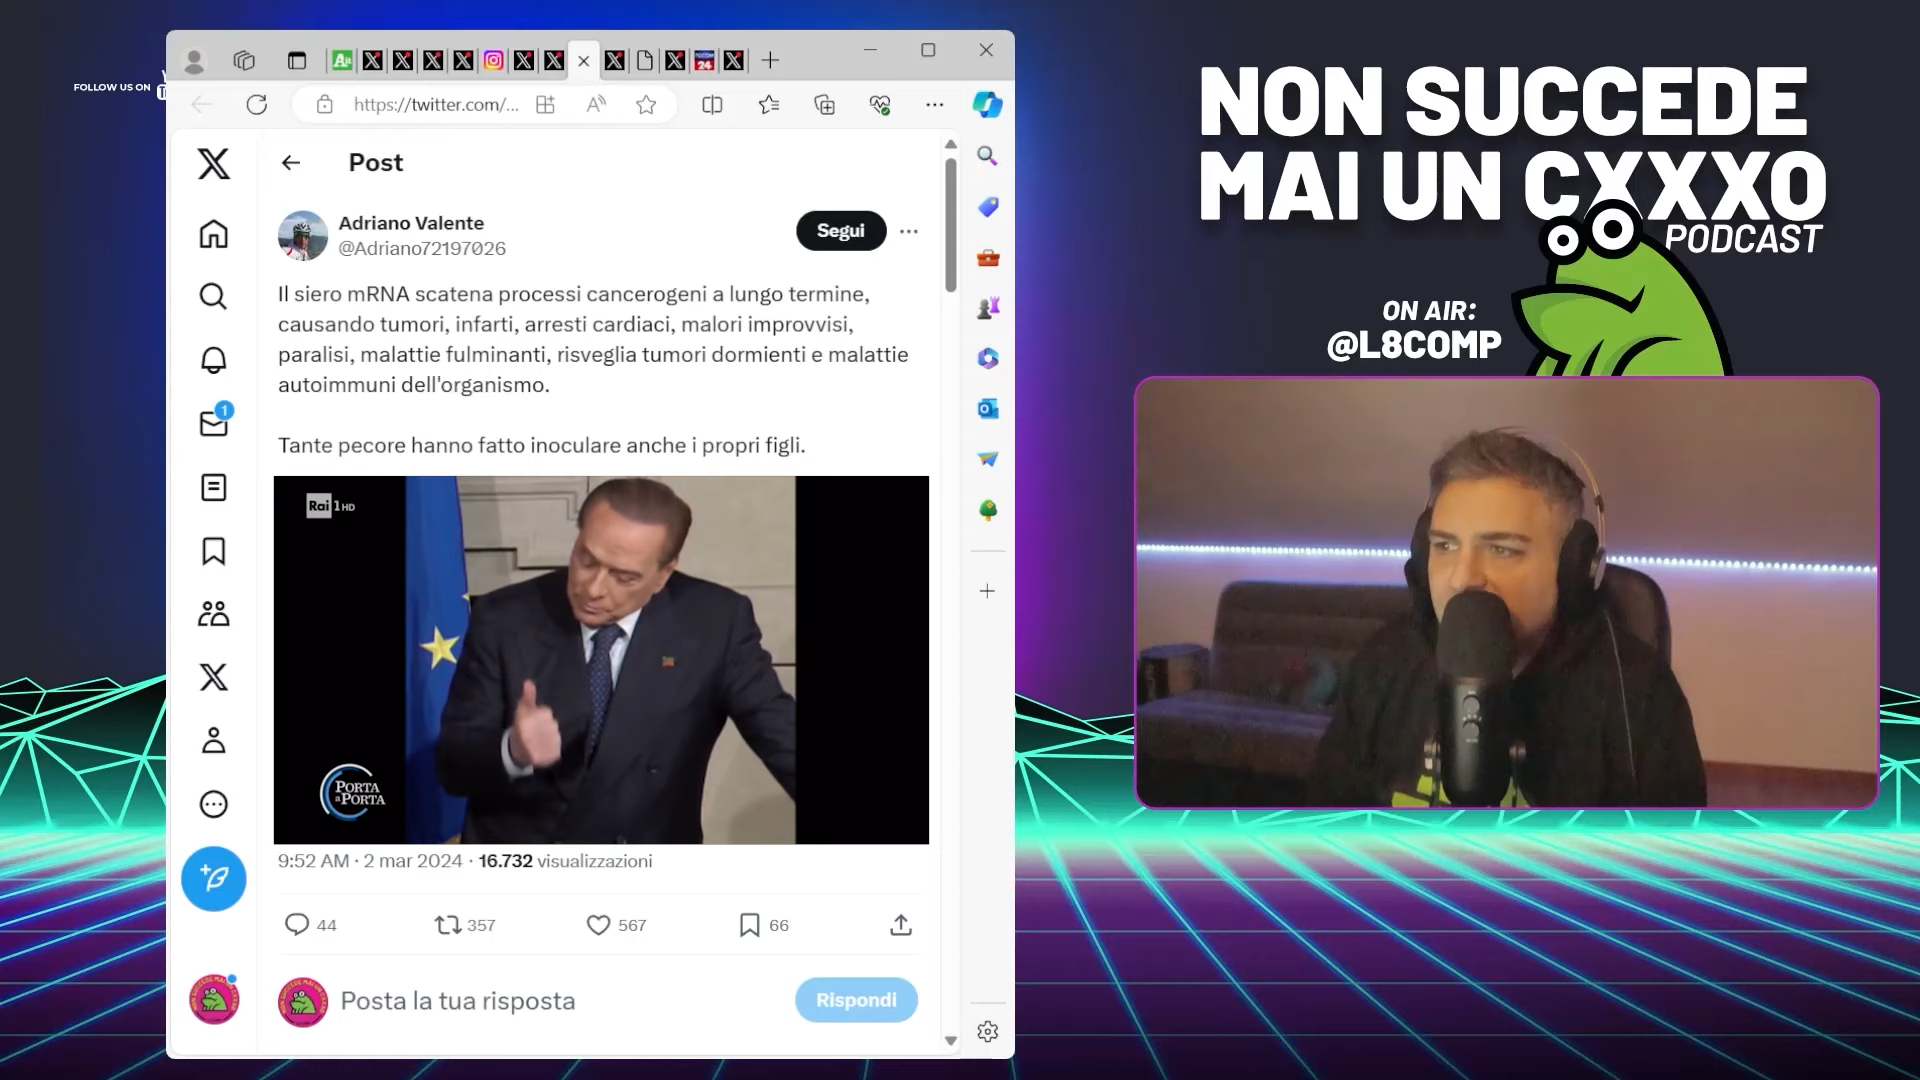 FOLLOW US ON
24
https://twitter.com/...
Post
Adriano Valente
@Adriano72197026
Segui
Il siero mRNA scatena processi cancerogeni a lungo termine,
causando tumori, infarti, arresti cardiaci, malori improvvisi,
paralisi, malattie fulminanti, risveglia tumori dormienti e malattie
autoimmuni dell'organismo.
Tante pecore hanno fatto inoculare anche i propri figli.
Rai 1 HD
PORTA
a PORTA
9:52 AM · 2 mar 2024 · 16.732 visualizzazioni
44
357
567
66
1
Posta la tua risposta
Rispondi
NON SUCCEDE
MAI UN CXXXO
PODCAST
ON AIR:
@L8COMP